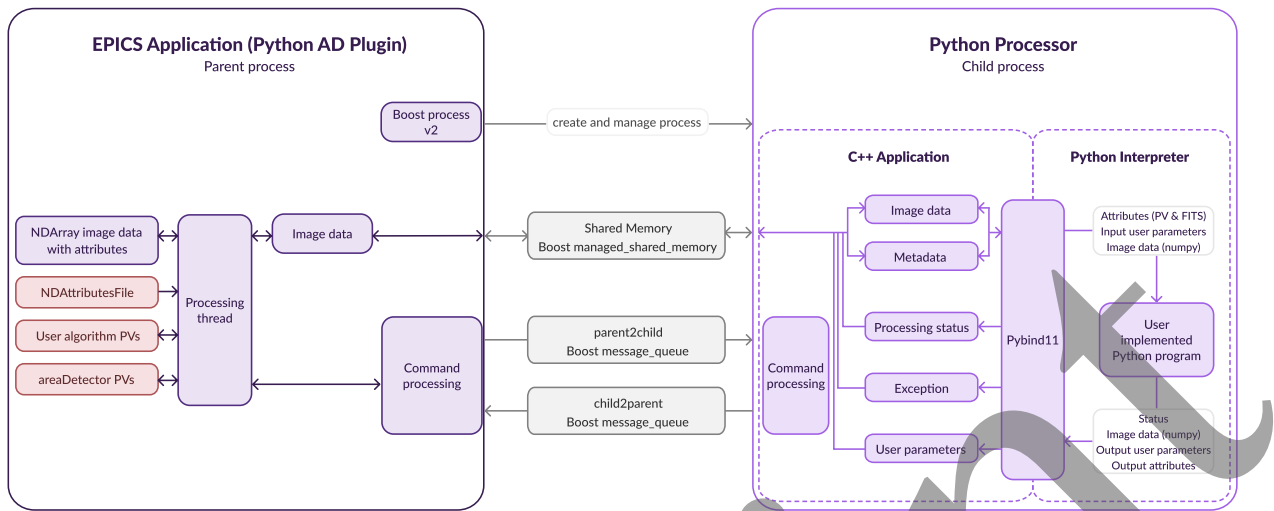 EPICS Application (Python AD Plugin)
Parent process
Boost process
v2
NDArray image data
with attributes
NDAttributesFile
User algorithm PVs
areaDetector PVs
Processing
thread
Image data
Command
processing
create and manage process
Shared Memory
Boost managed_shared_memory
parent2child
Boost message_queue
child2parent
Boost message_queue
Python Processor
Child process
C++ Application
Command
processing
Image data
Metadata
Processing status
Exception
User parameters
Pybind11
Python Interpreter
Attributes (PV & FITS)
Input user parameters
Image data (numpy)
User
implemented
Python program
Status
Image data (numpy)
Output user parameters
Output attributes